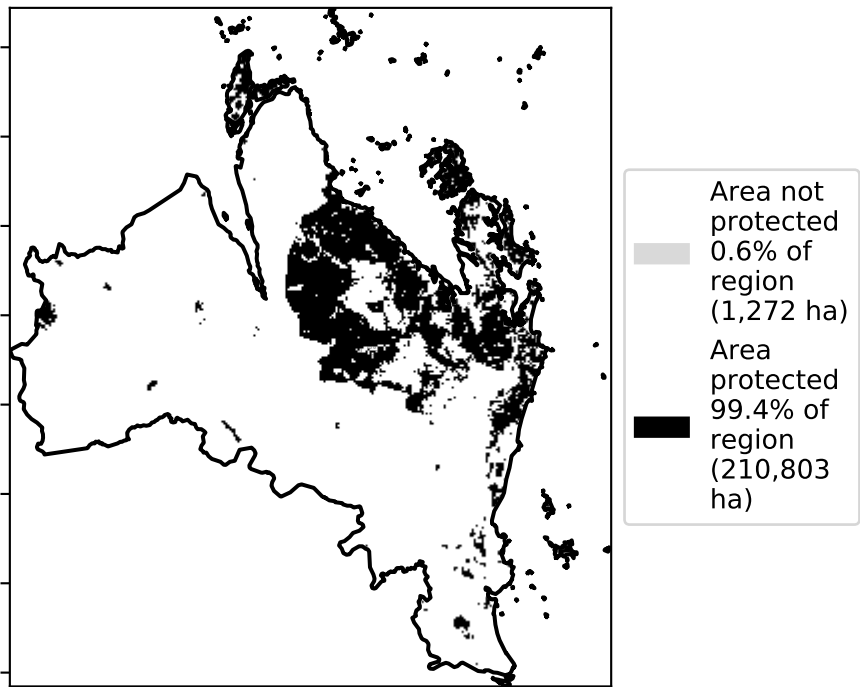 Area not
protected
0.6% of
region
(1,272 ha)
Area
protected
99.4% of
region
(210,803
ha)